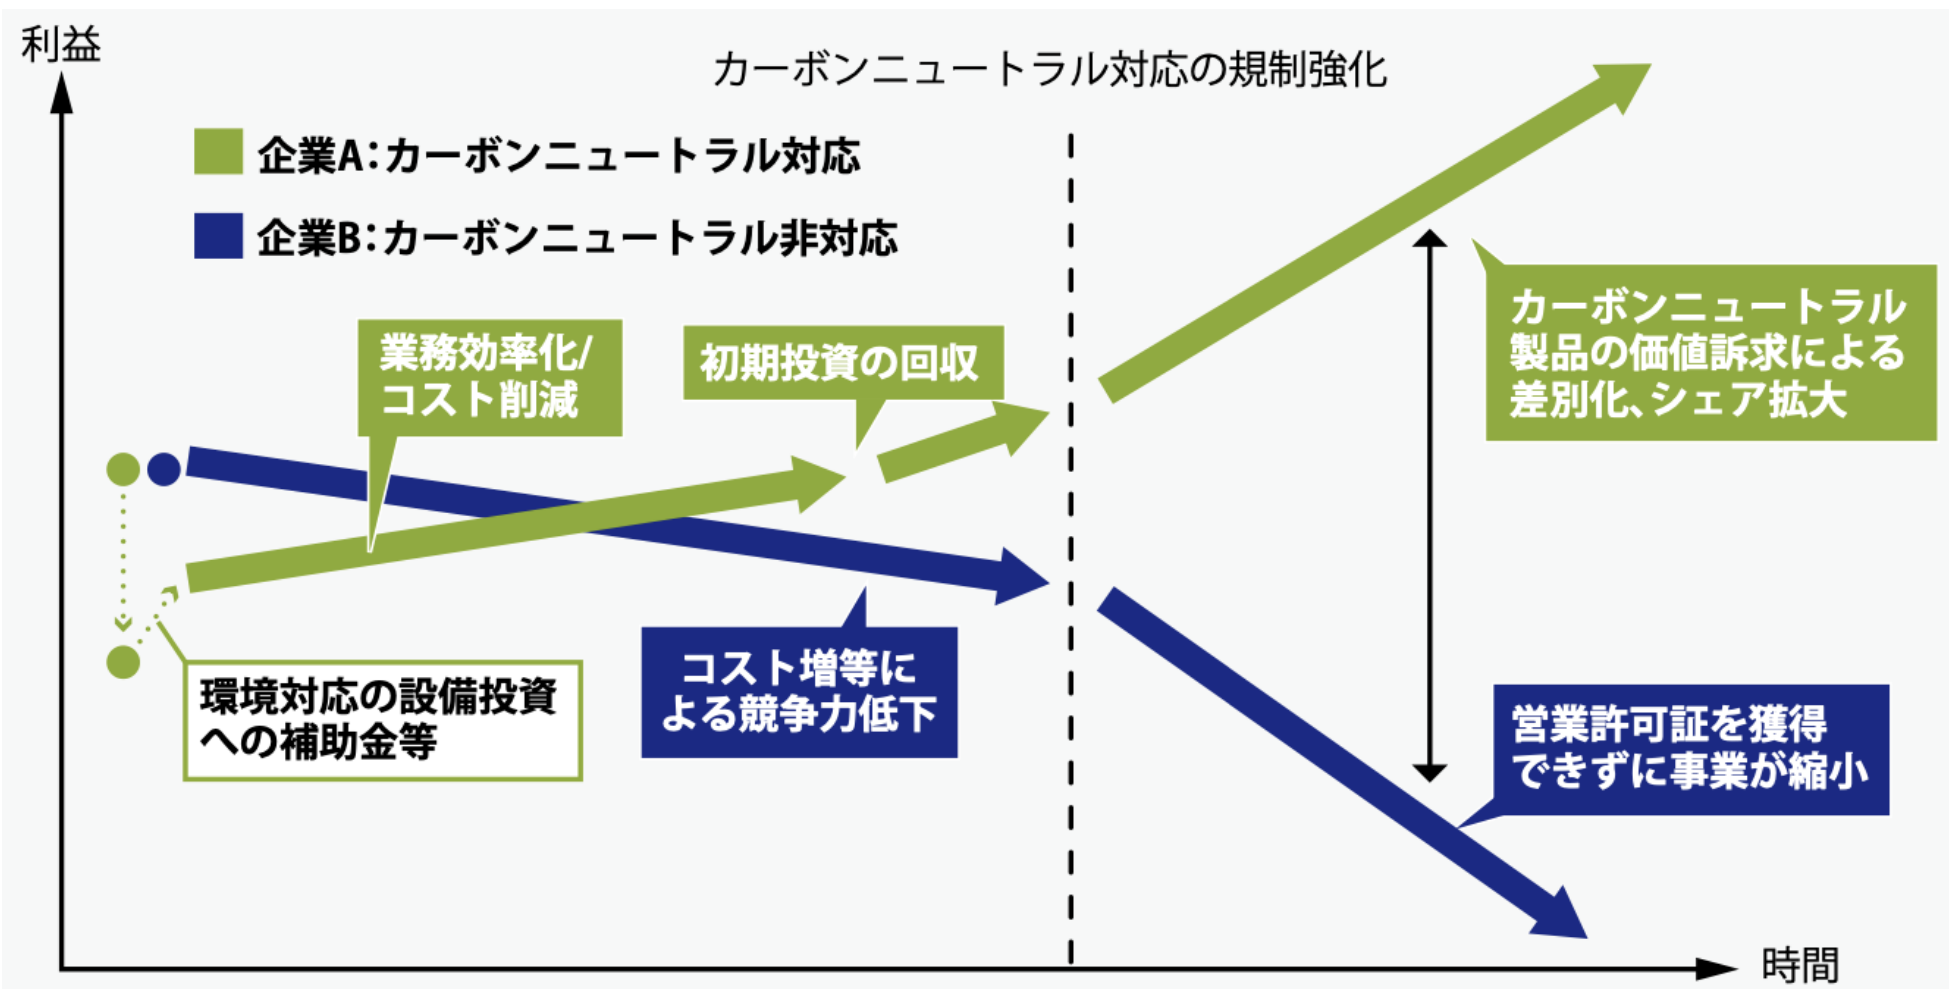 利益
カーボンニュートラル対応の規制強化
企業A：カーボンニュートラル対応
企業B：カーボンニュートラル非対応
業務効率化/
コスト削減
初期投資の回収
カーボンニュートラル
製品の価値訴求による
差別化、シェア拡大
環境対応の設備投資
への補助金等
コスト増等に
よる競争力低下
営業許可証を獲得
できずに事業が縮小
時間